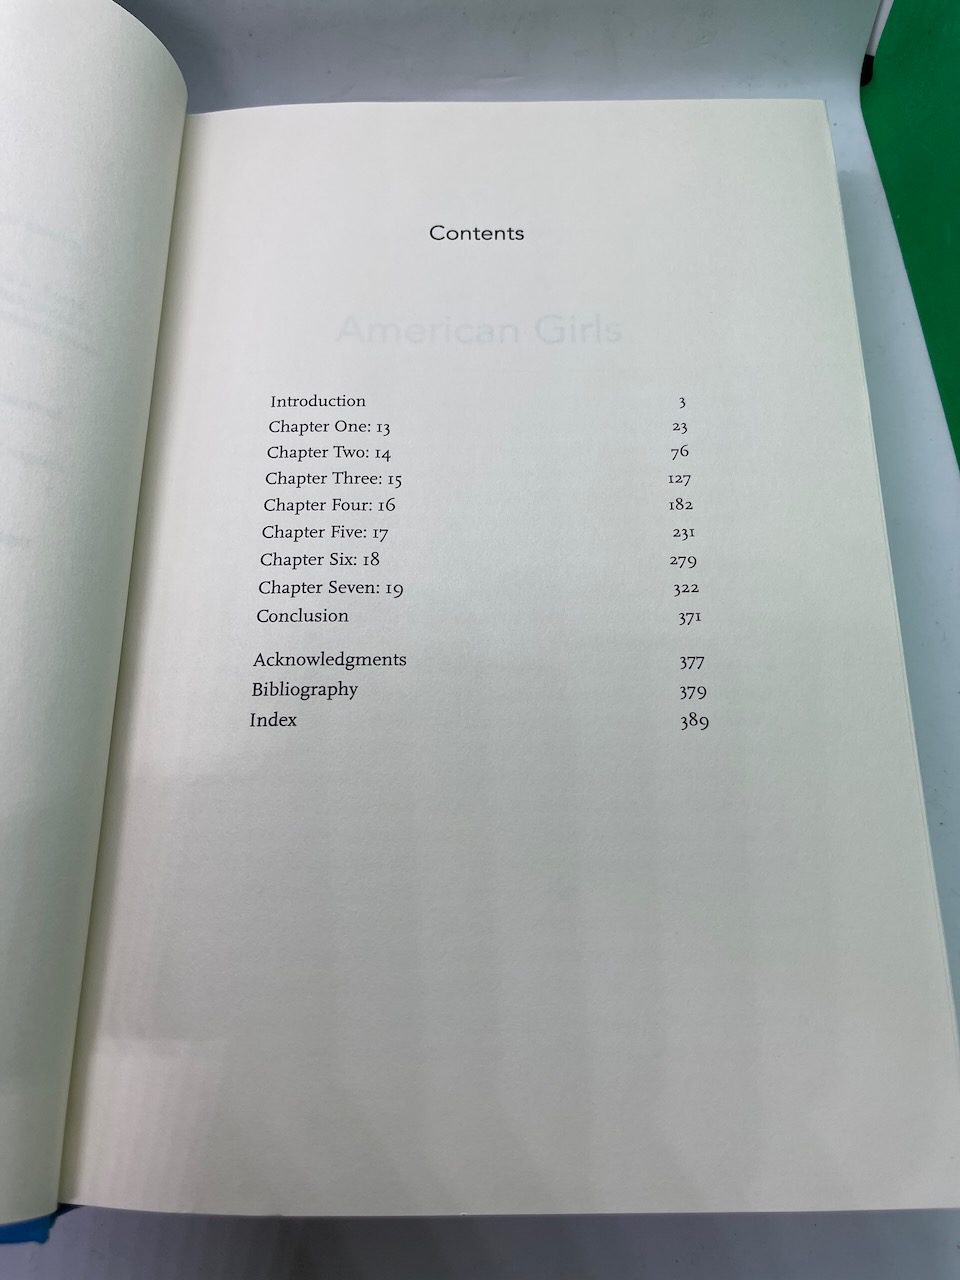 Contents
American Girls
Introduction 3
Chapter One: 13 23
Chapter Two: 14 76
Chapter Three: 15 127
Chapter Four: 16 182
Chapter Five: 17 231
Chapter Six: 18 279
Chapter Seven: 19 322
Conclusion 371
Acknowledgments 377
Bibliography 379
Index 389